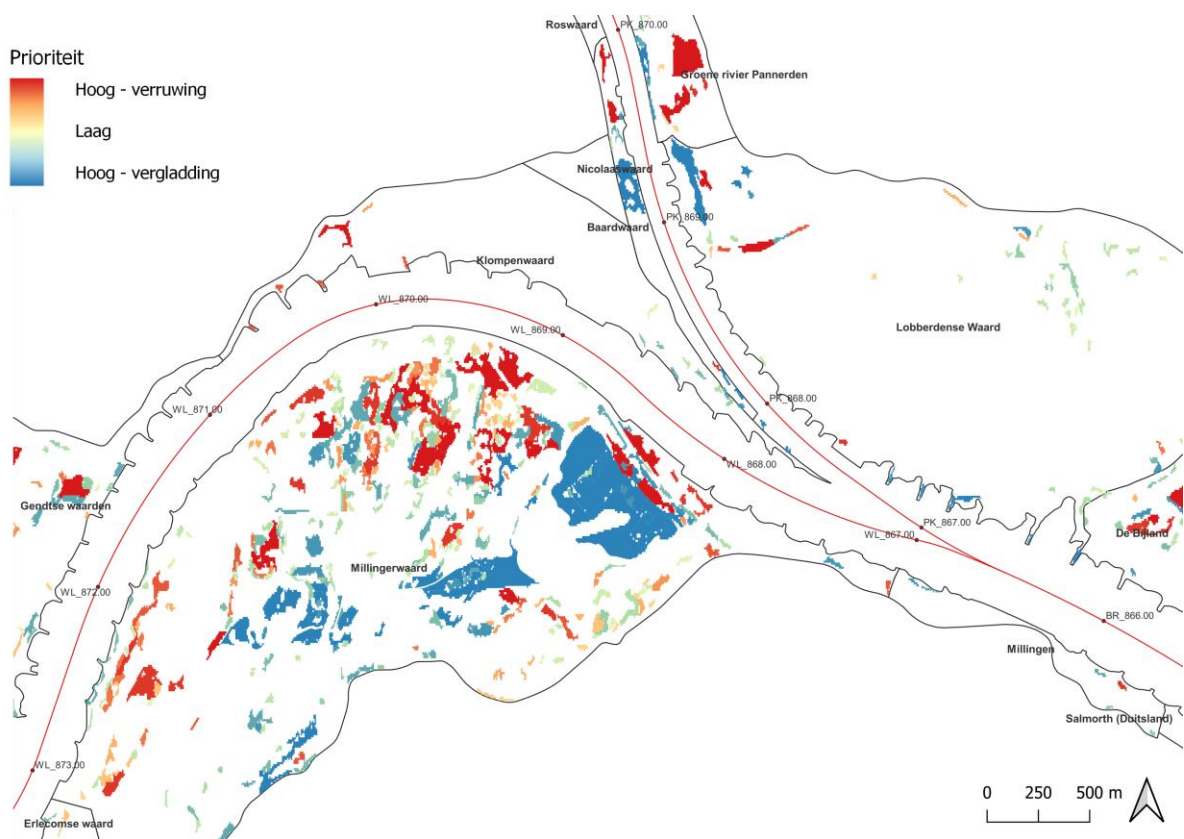 Roswaard
PK_870.00
Prioriteit
Hoog - verruwing
Laag
Hoog - vergladding
Groene rivier Pannerden
Nicolaaswaard
Baardwaard
PK_869.00
Klompenwaard
WL_870.00
WL_869.00
Lobberdense Waard
WL_871.00
PK_868.00
WL_868.00
Gendtse waarden
PK_867.00
WL_867.00
De Bijland
Millingerwaard
WL_872.00
BR_866.00
Millingen
Salmorth (Duitsland)
WL_873.00
0 250 500 m
Erlecomse waard